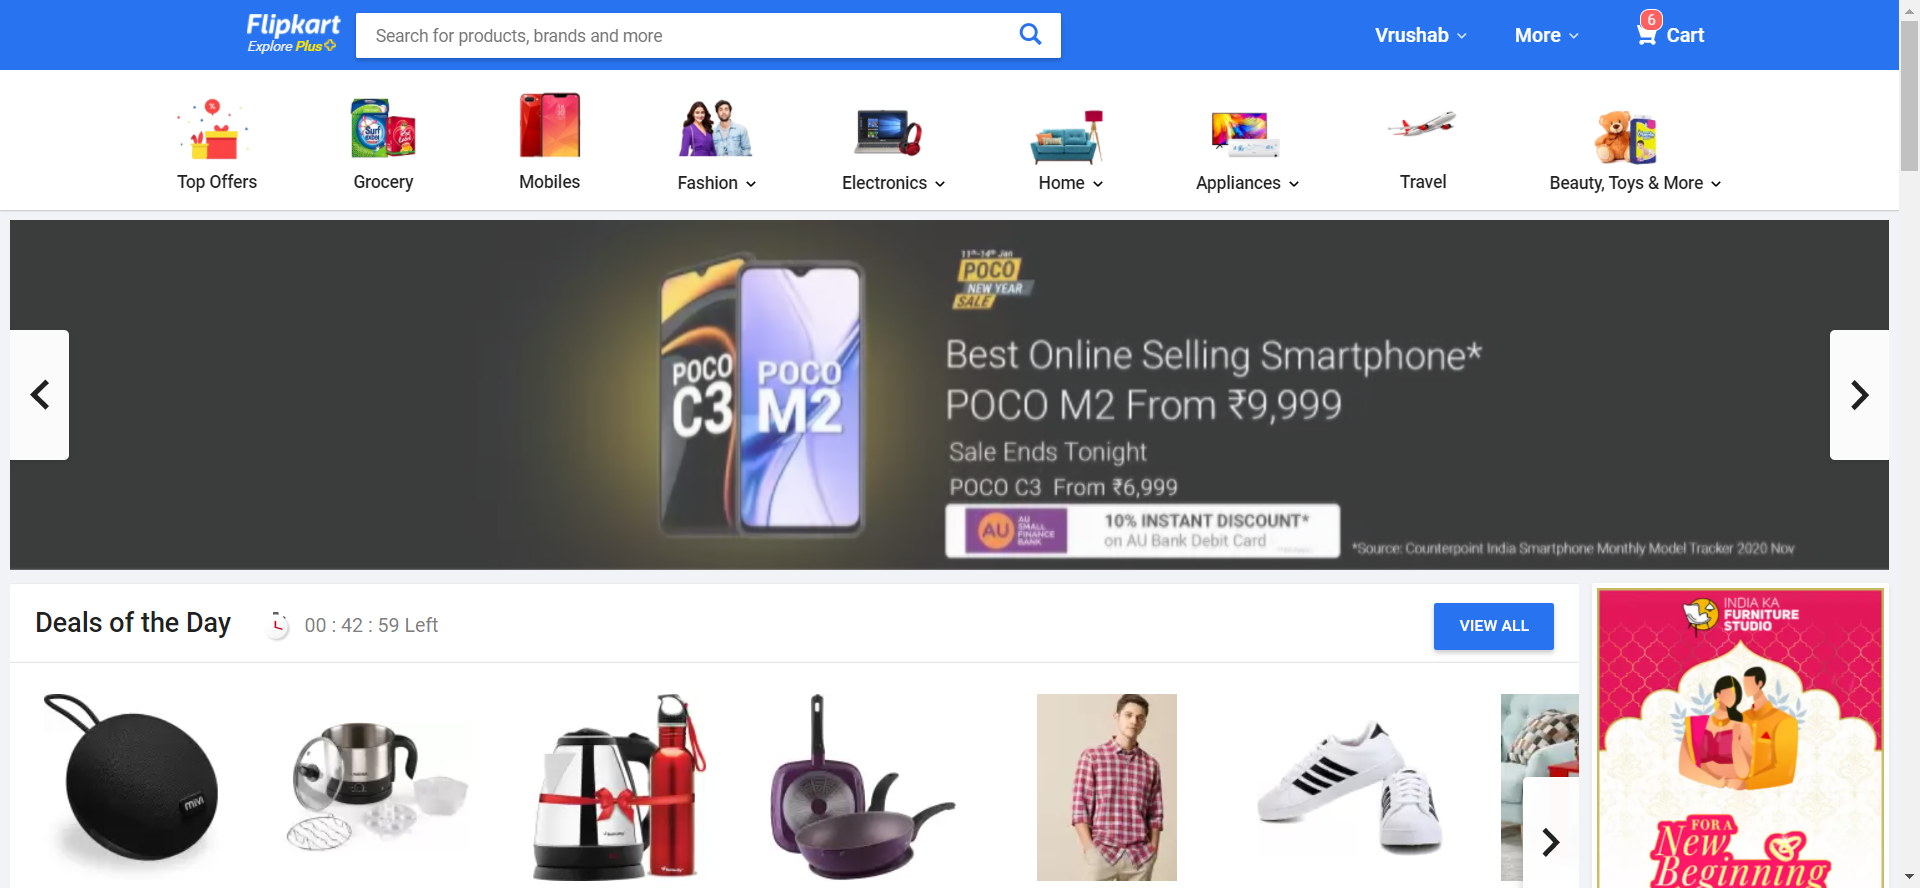 Flipkart
Explore Plus
Search for products, brands and more
Vrushab
More
6
Cart
Top Offers
Grocery
Mobiles
Fashion
Electronics
Home
Appliances
Travel
Beauty, Toys & More
Surf excel
11th-14th Jan
POCO
NEW YEAR
SALE
POCO
C3
POCO
M2
Best Online Selling Smartphone*
POCO M2 From ₹9,999
Sale Ends Tonight
POCO C3 From ₹6,999
AU
AU
SMALL
FINANCE
BANK
10% INSTANT DISCOUNT*
on AU Bank Debit Card
*Source: Counterpoint India Smartphone Monthly Model Tracker 2020 Nov
Deals of the Day
00 : 42 : 59 Left
VIEW ALL
INDIA KA
FURNITURE
STUDIO
MIVI
FOR A
New
Beginning